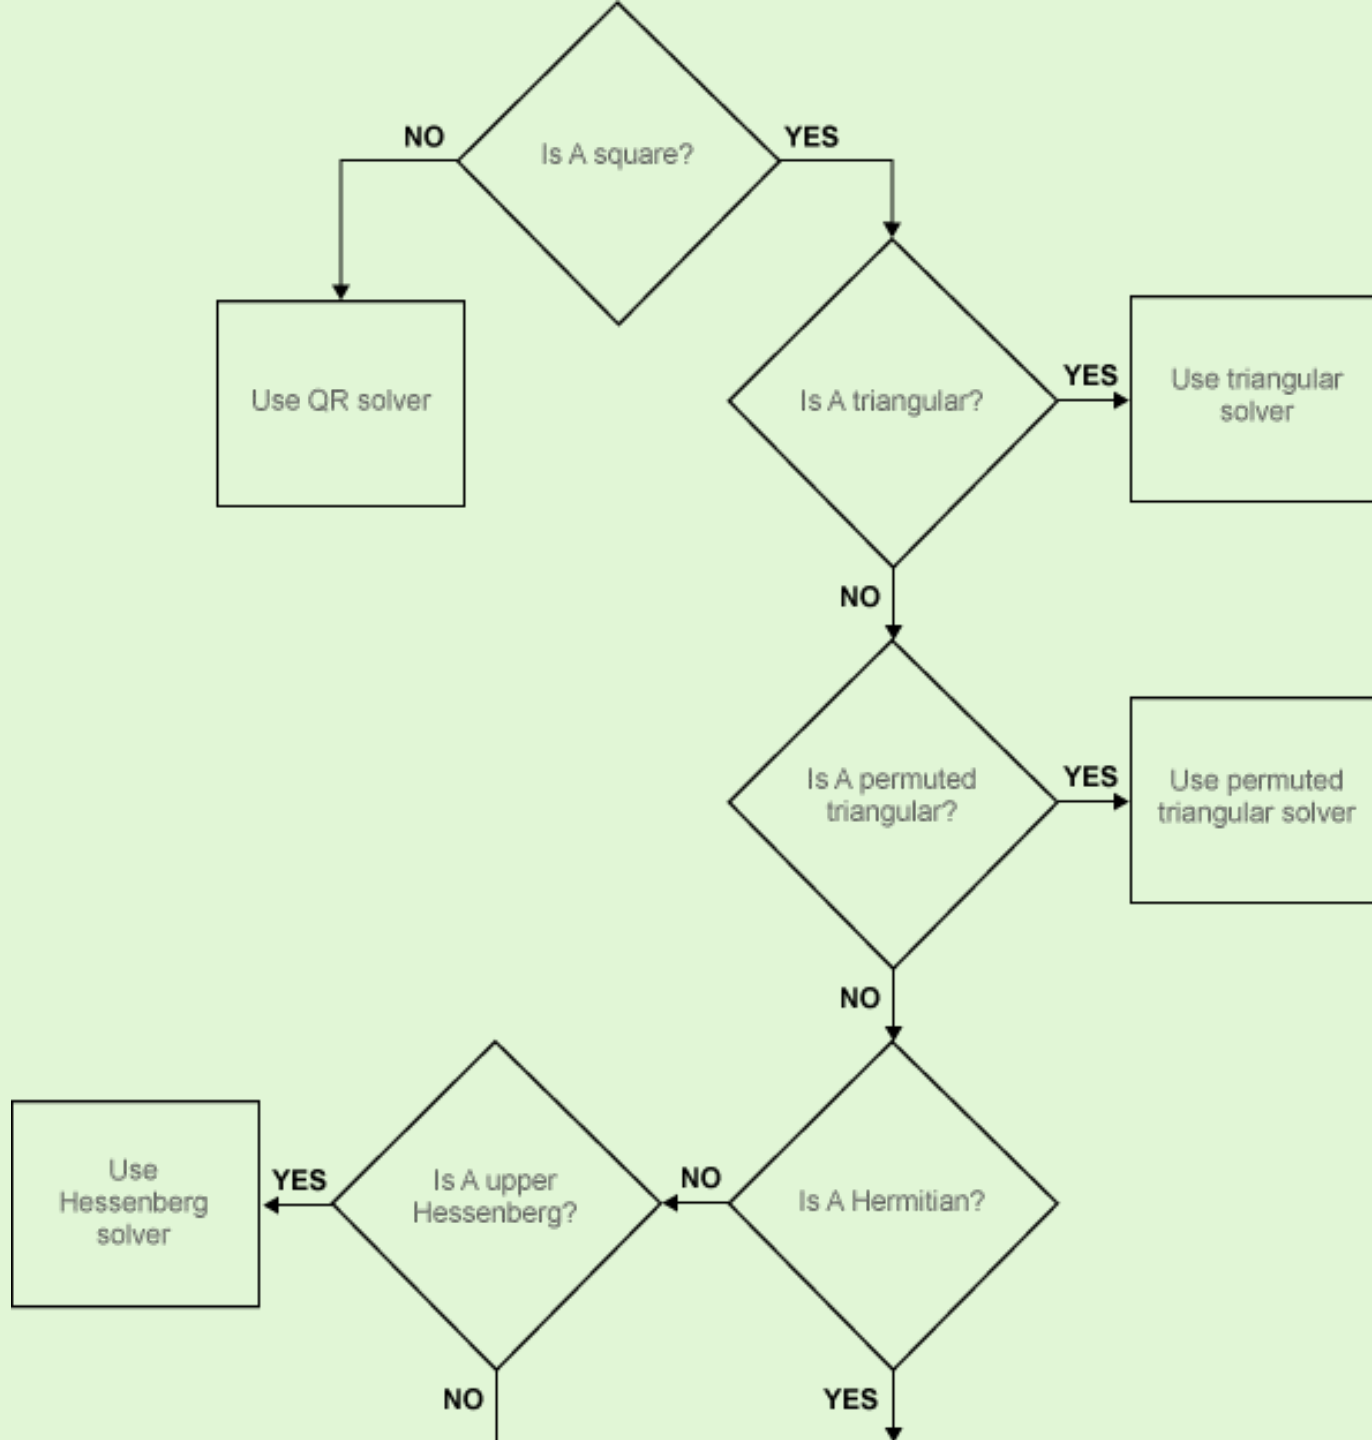 NO
Is A square?
YES
Use QR solver
Is A triangular?
YES
Use triangular
solver
NO
Is A permuted
triangular?
YES
Use permuted
triangular solver
NO
Use
Hessenberg
solver
YES
Is A upper
Hessenberg?
NO
Is A Hermitian?
NO
YES